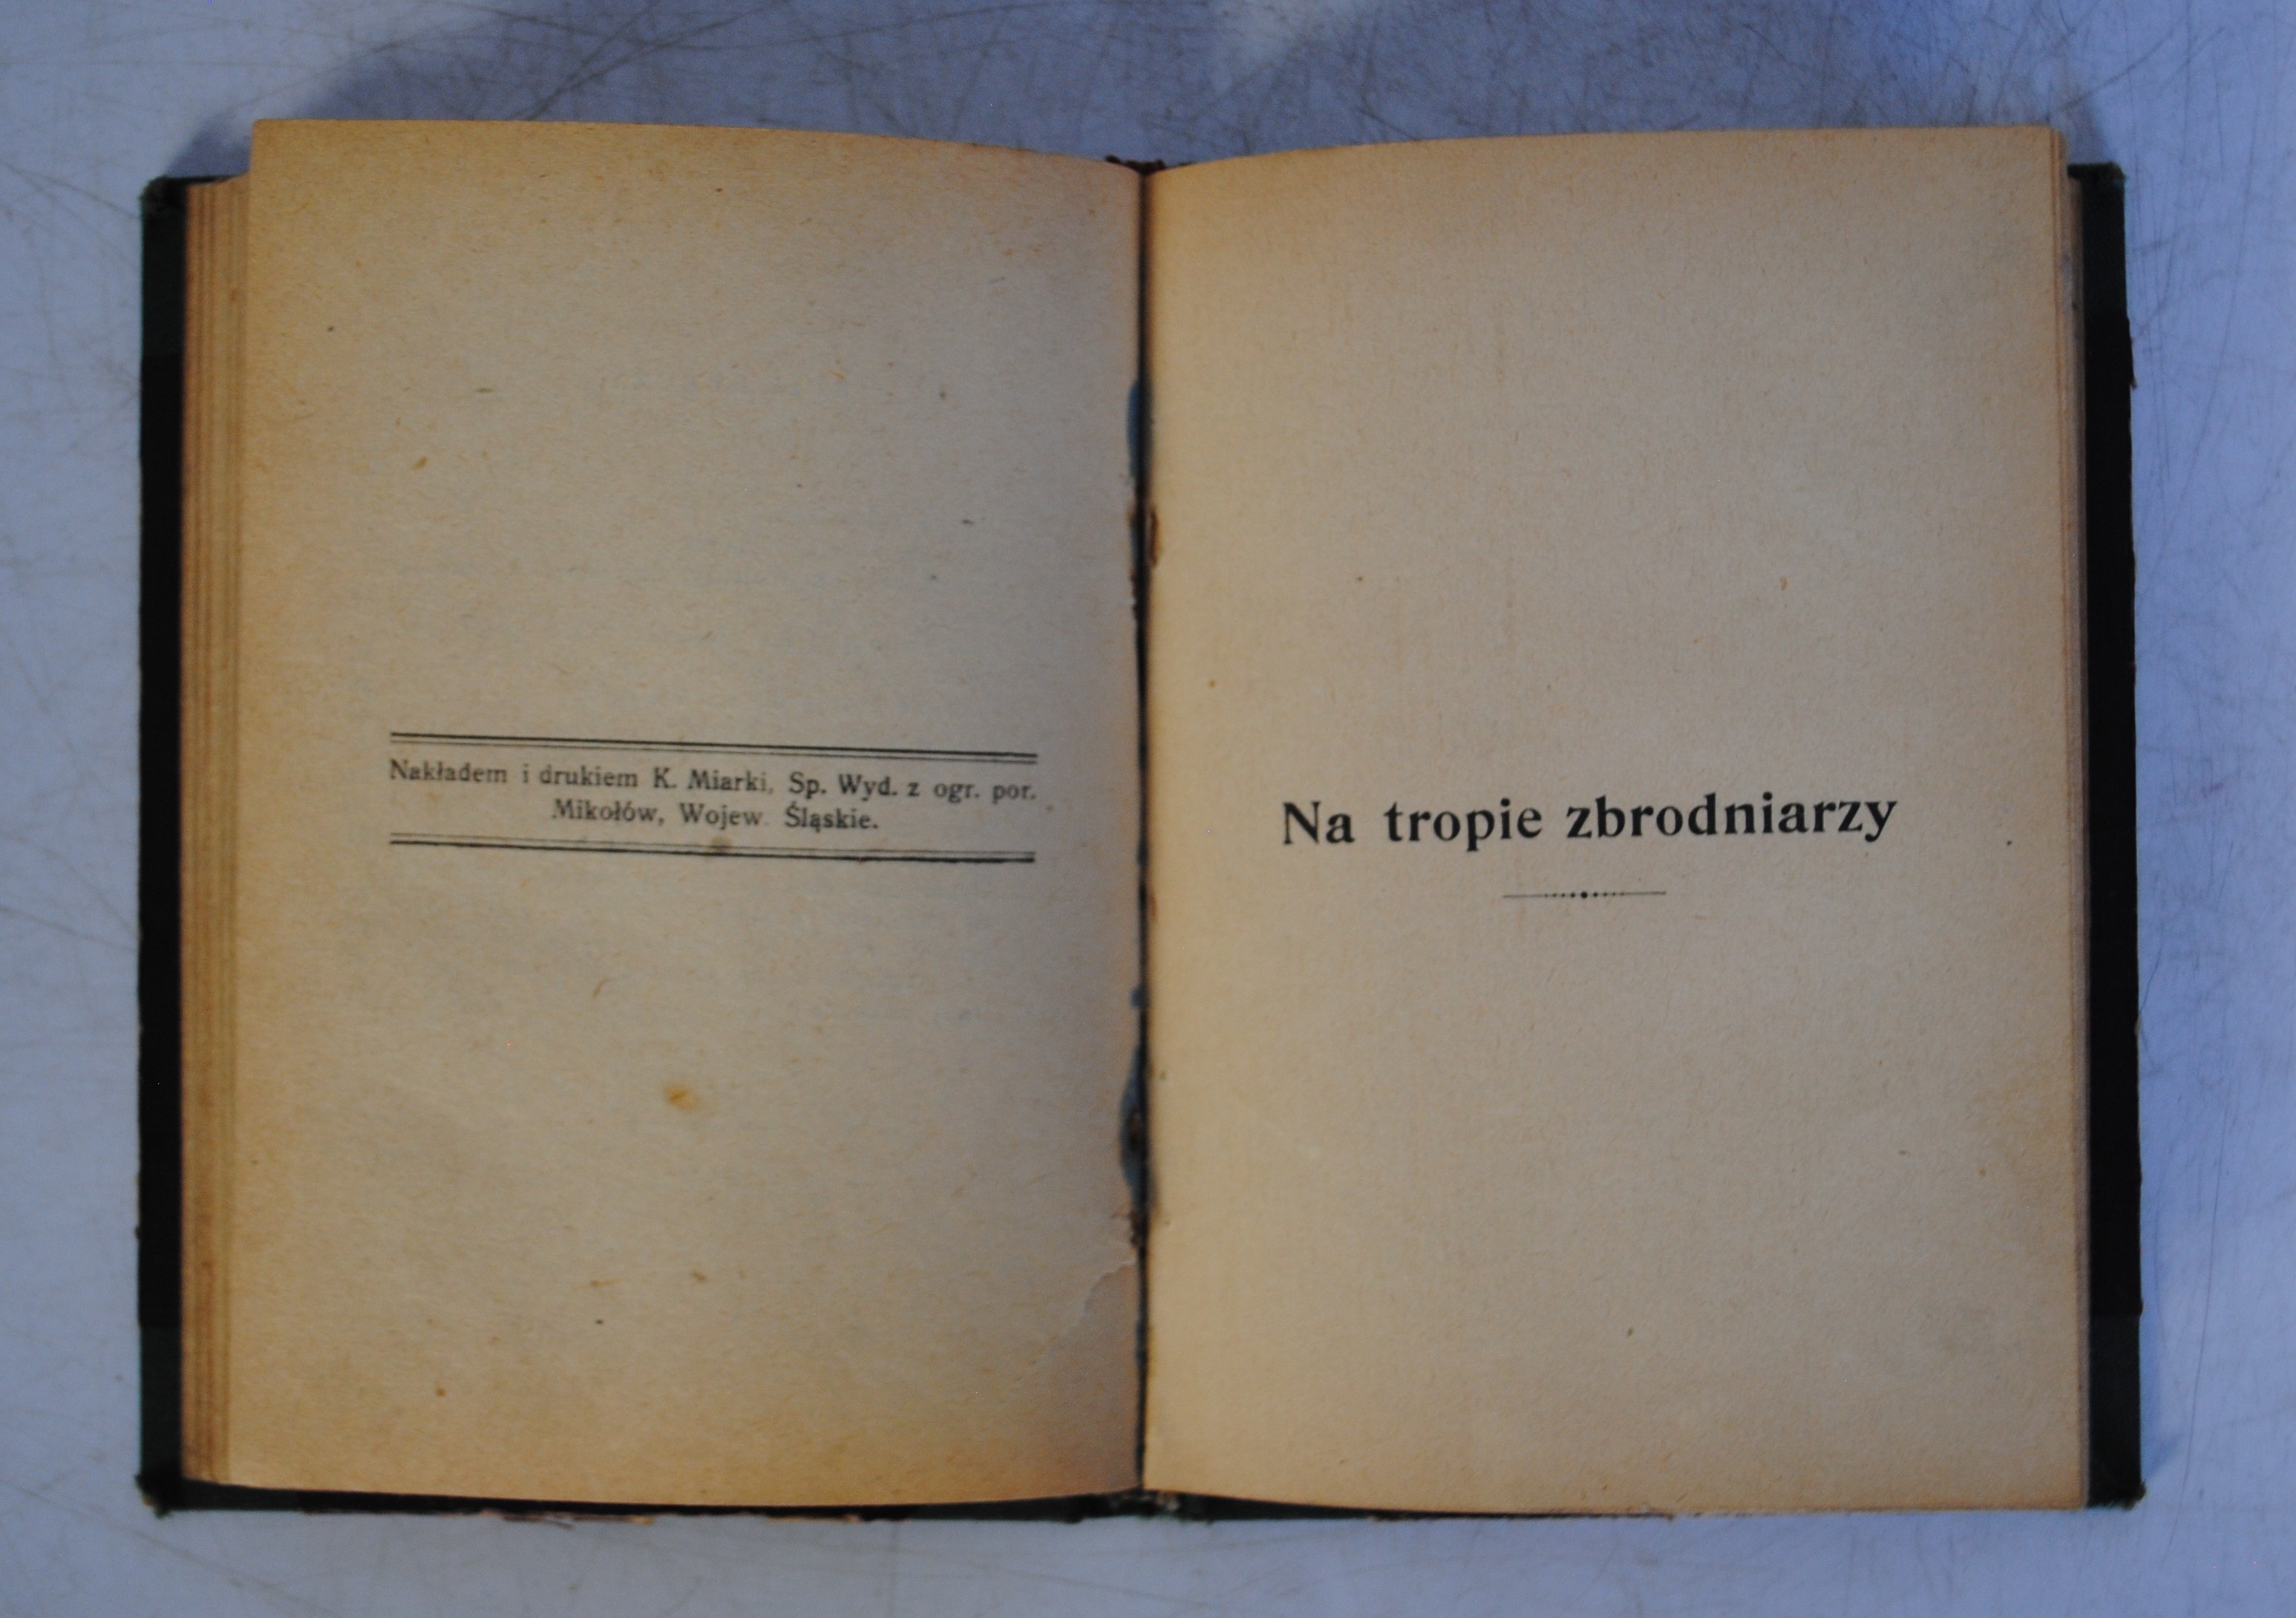 Nakładem i drukiem K. Miarki, Sp. Wyd. z ogr. por.
Mikołów, Wojew. Śląskie.
Na tropie zbrodniarzy